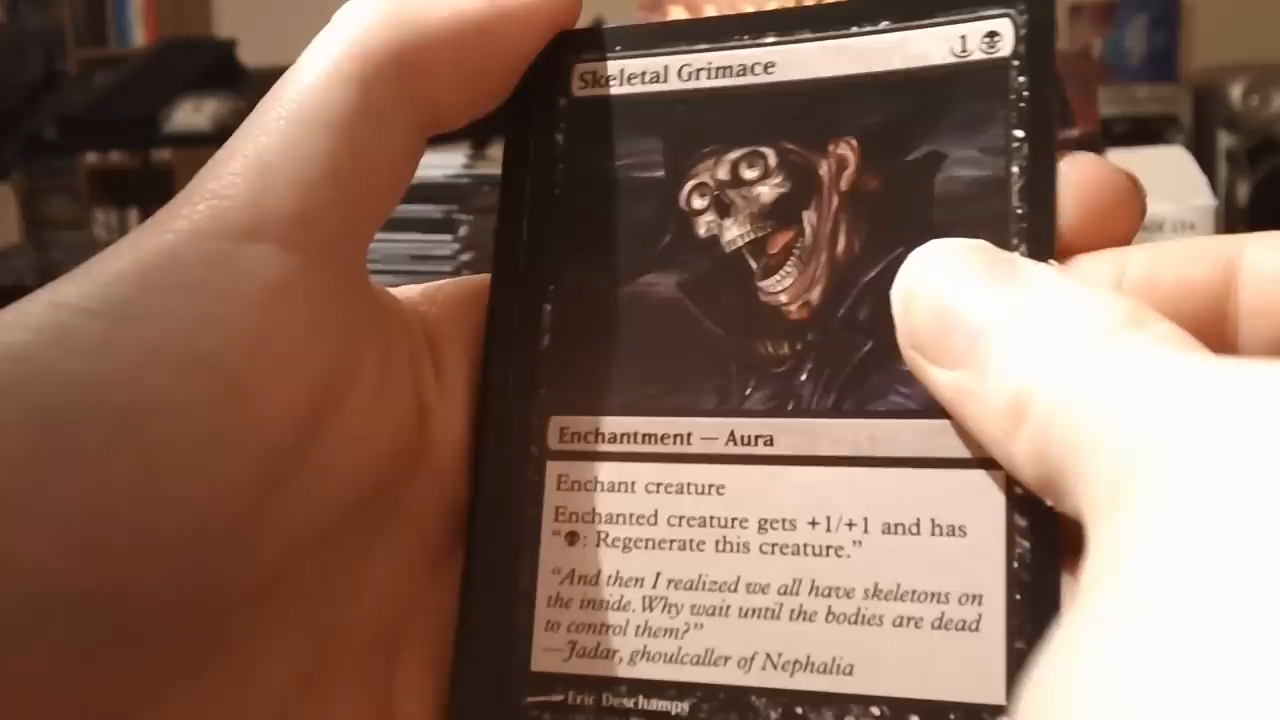 Skeletal Grimace 1
Enchantment — Aura
Enchant creature
Enchanted creature gets +1/+1 and has
“ : Regenerate this creature.”
“And then I realized we all have skeletons on
the inside. Why wait until the bodies are dead
to control them?”
—Jadar, ghoulcaller of Nephalia
Eric Deschamps